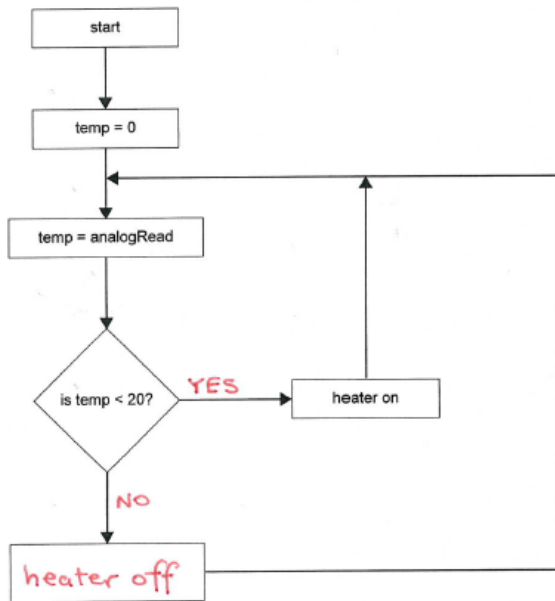 start
temp = 0
temp = analogRead
is temp < 20?
YES
heater on
NO
heater off